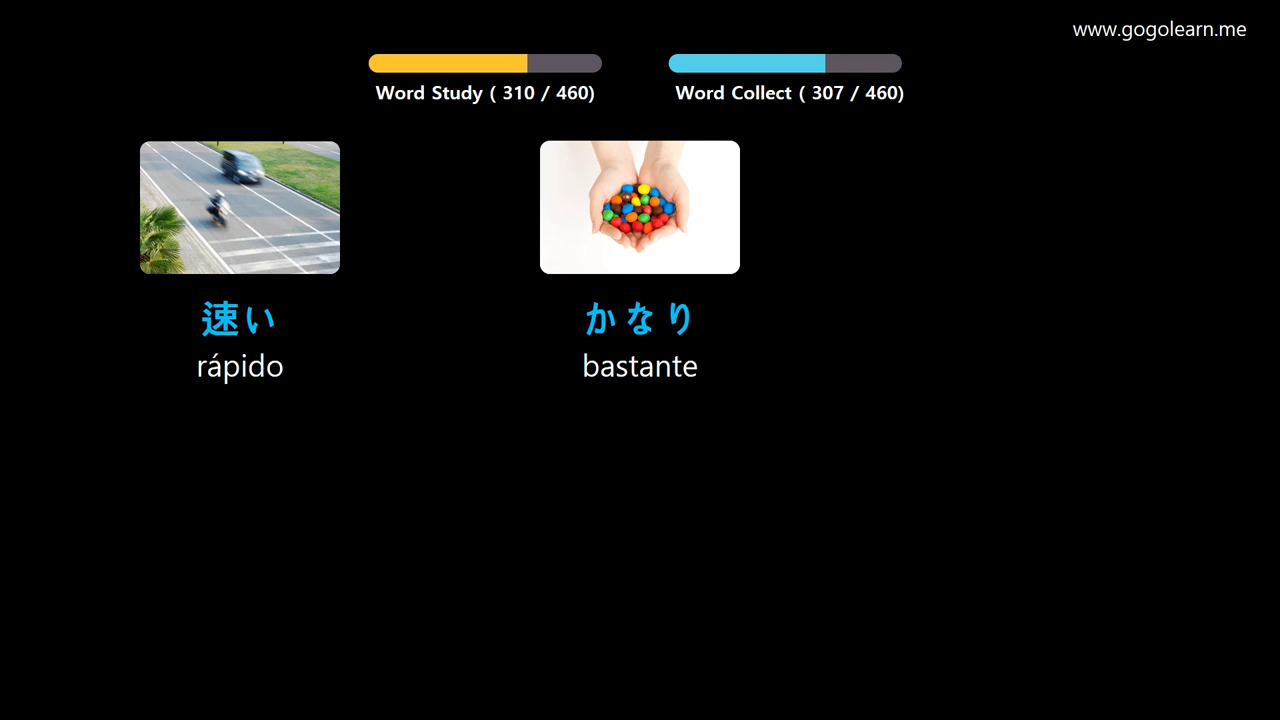 www.gogolearn.me
Word Study ( 310 / 460)
Word Collect ( 307 / 460)
速い
rápido
かなり
bastante